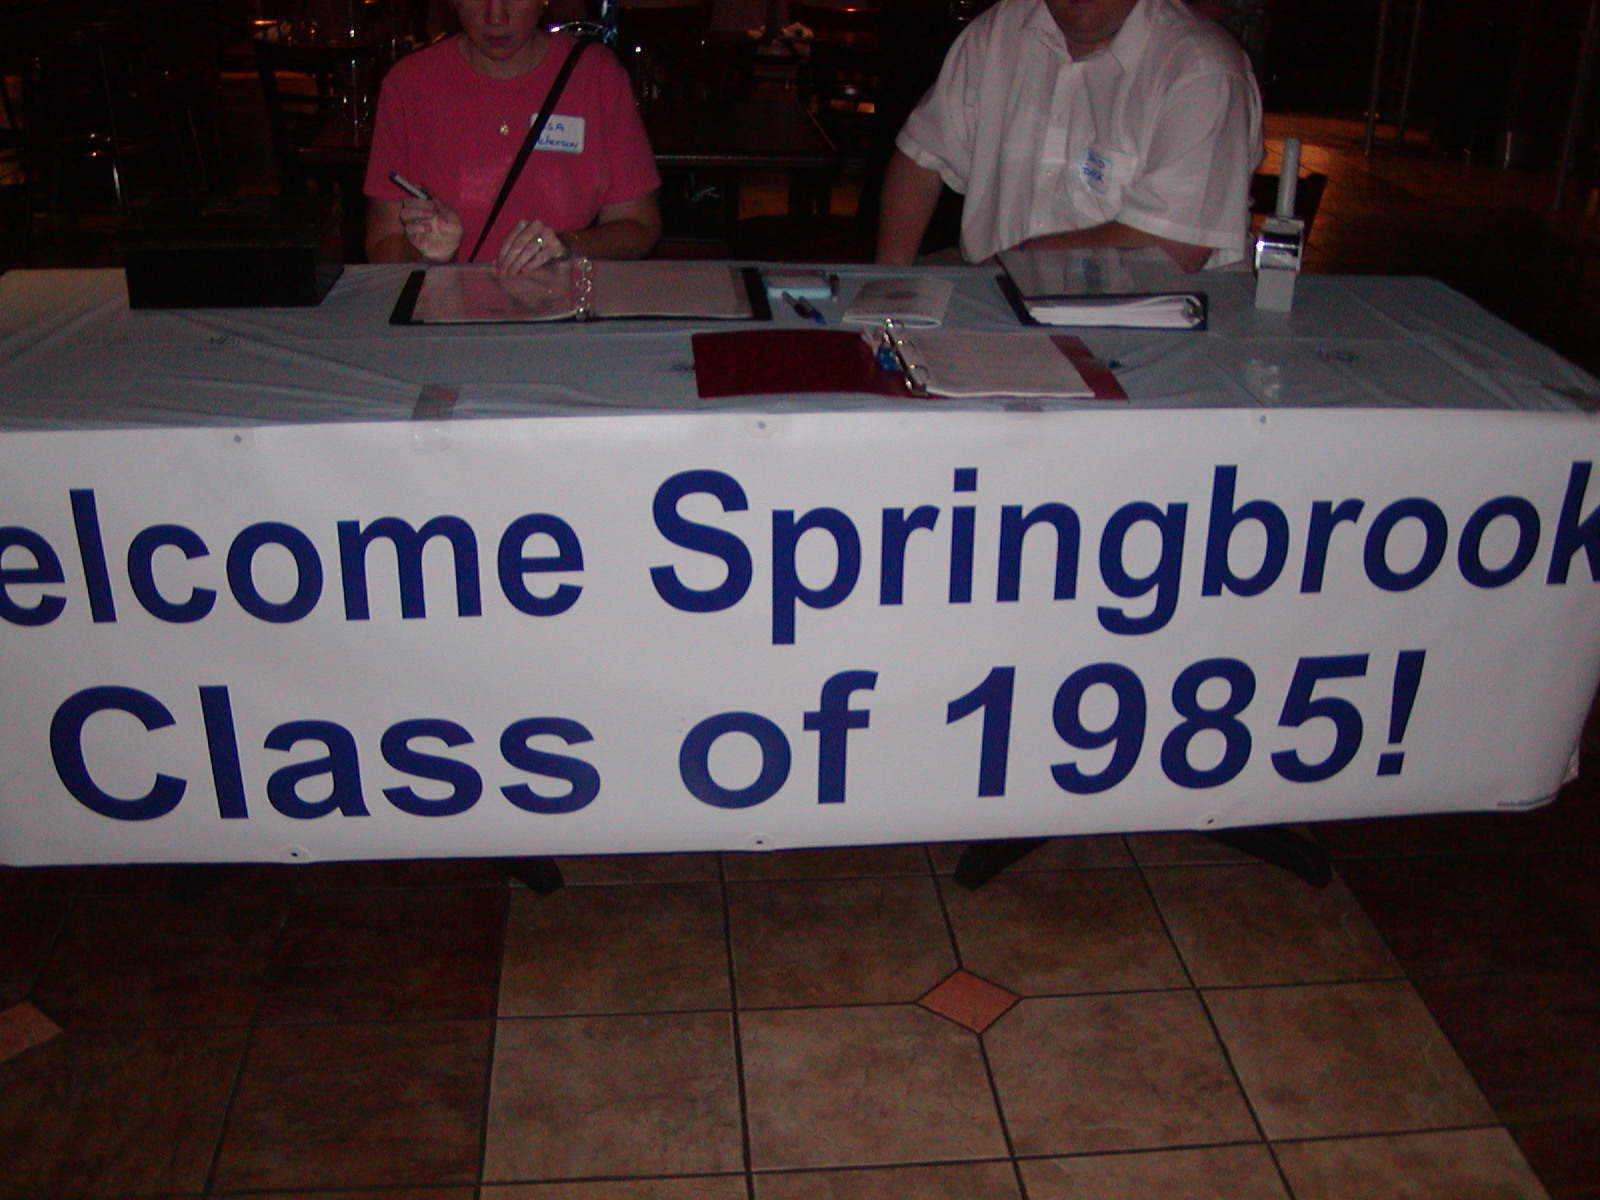 elcome Springbrook
Class of 1985!